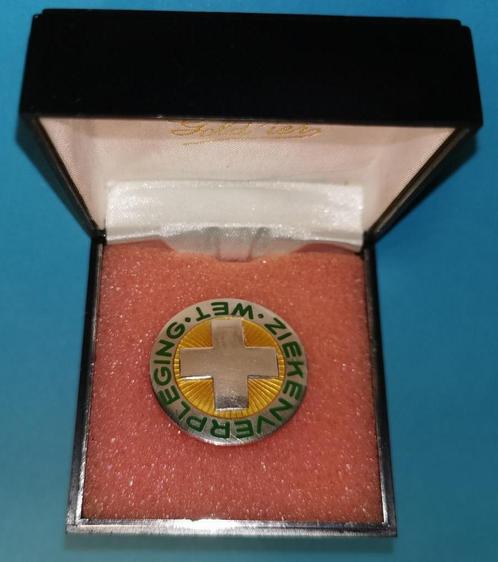 WET · ZIEKENVERPLEGING ·